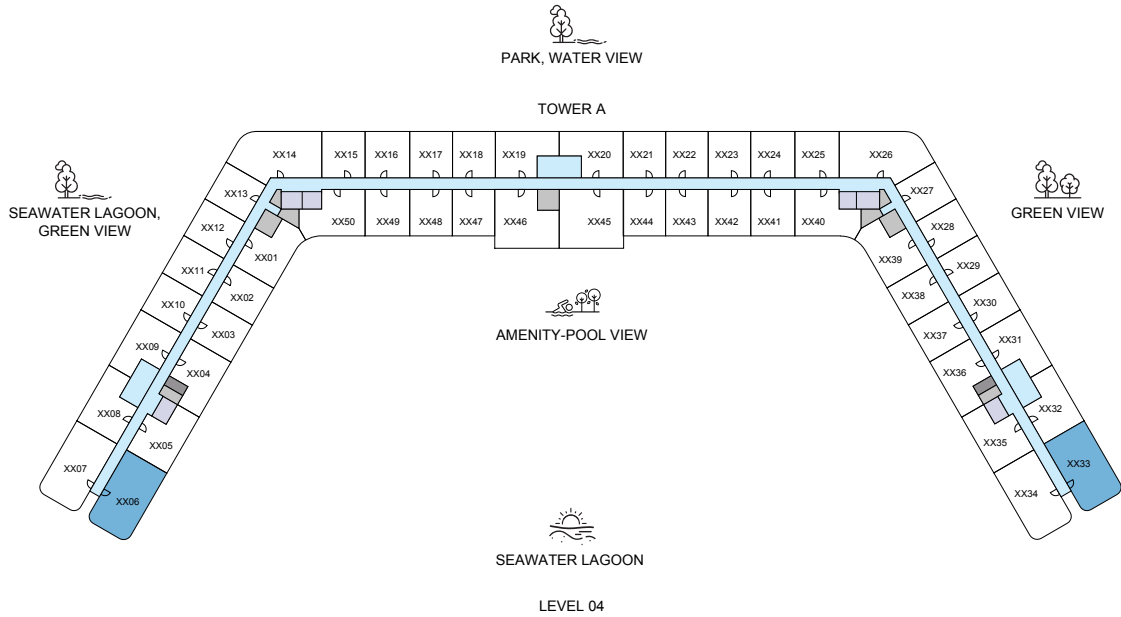 PARK, WATER VIEW
TOWER A
XX14
XX15
XX16
XX17
XX18
XX19
XX20
XX21
XX22
XX23
XX24
XX25
XX26
SEAWATER LAGOON,
GREEN VIEW
GREEN VIEW
XX13
XX27
XX12
XX28
XX50
XX49
XX48
XX47
XX46
XX45
XX44
XX43
XX42
XX41
XX40
XX01
XX39
XX11
XX29
XX02
XX38
XX10
XX30
XX03
XX37
AMENITY-POOL VIEW
XX09
XX31
XX04
XX36
XX08
XX32
XX05
XX35
XX07
XX33
XX06
XX34
SEAWATER LAGOON
LEVEL 04